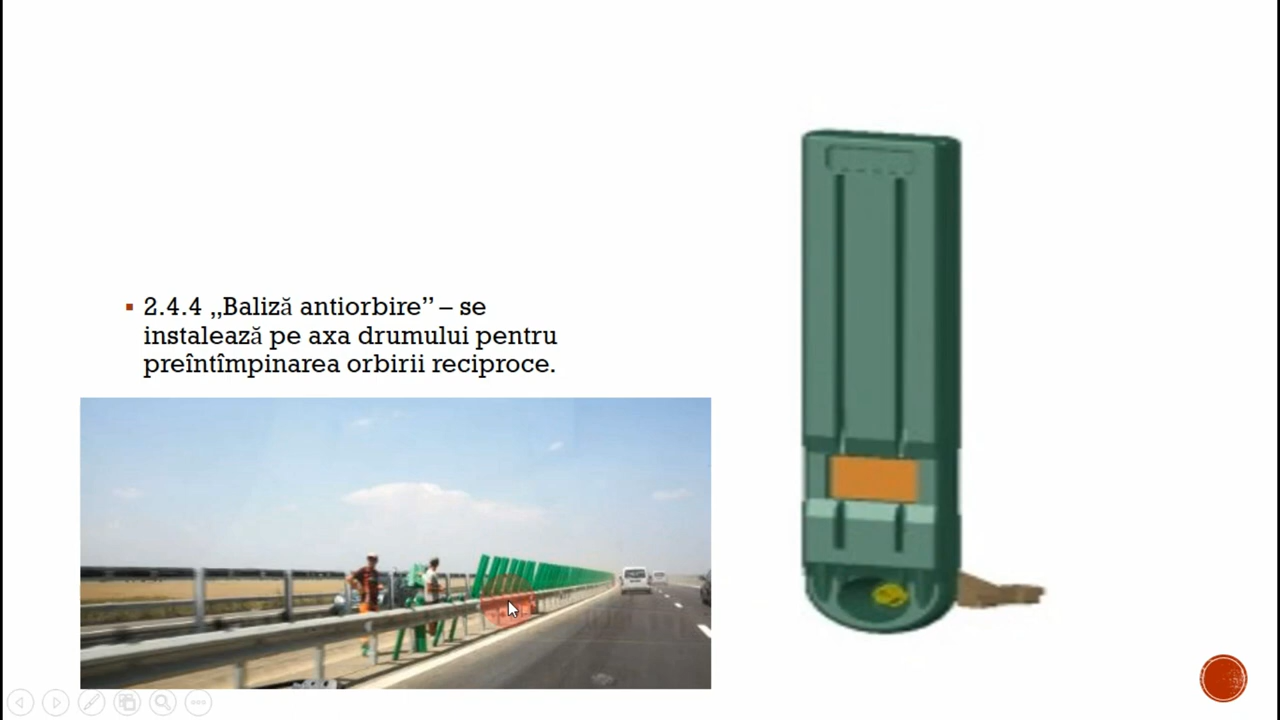 2.4.4 ,,Baliză antiorbire” – se
instalează pe axa drumului pentru
preîntîmpinarea orbirii reciproce.